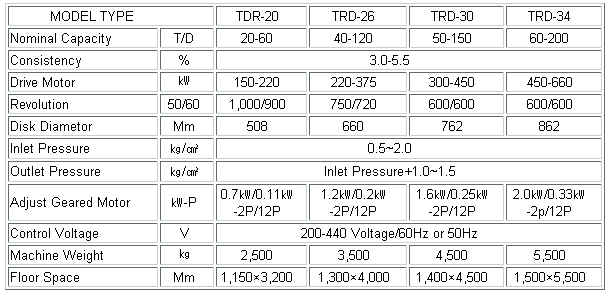 MODEL TYPE TDR-20 TRD-26 TRD-30 TRD-34
Nominal Capacity T/D 20-60 40-120 50-150 60-200
Consistency % 3.0-5.5
Drive Motor ㎾ 150-220 220-375 300-450 450-660
Revolution 50/60 1,000/900 750/720 600/600 600/600
Disk Diametor Mm 508 660 762 862
Inlet Pressure ㎏/㎠ 0.5~2.0
Outlet Pressure ㎏/㎠ Inlet Pressure+1.0~1.5
Adjust Geared Motor ㎾-P 0.7㎾/0.11㎾ 1.2㎾/0.2㎾ 1.6㎾/0.25㎾ 2.0㎾/0.33㎾
-2P/12P -2P/12P -2P/12P -2p/12P
Control Voltage V 200-440 Voltage/60Hz or 50Hz
Machine Weight ㎏ 2,500 3,500 4,500 5,500
Floor Space Mm 1,150×3,200 1,300×4,000 1,400×4,500 1,500×5,500